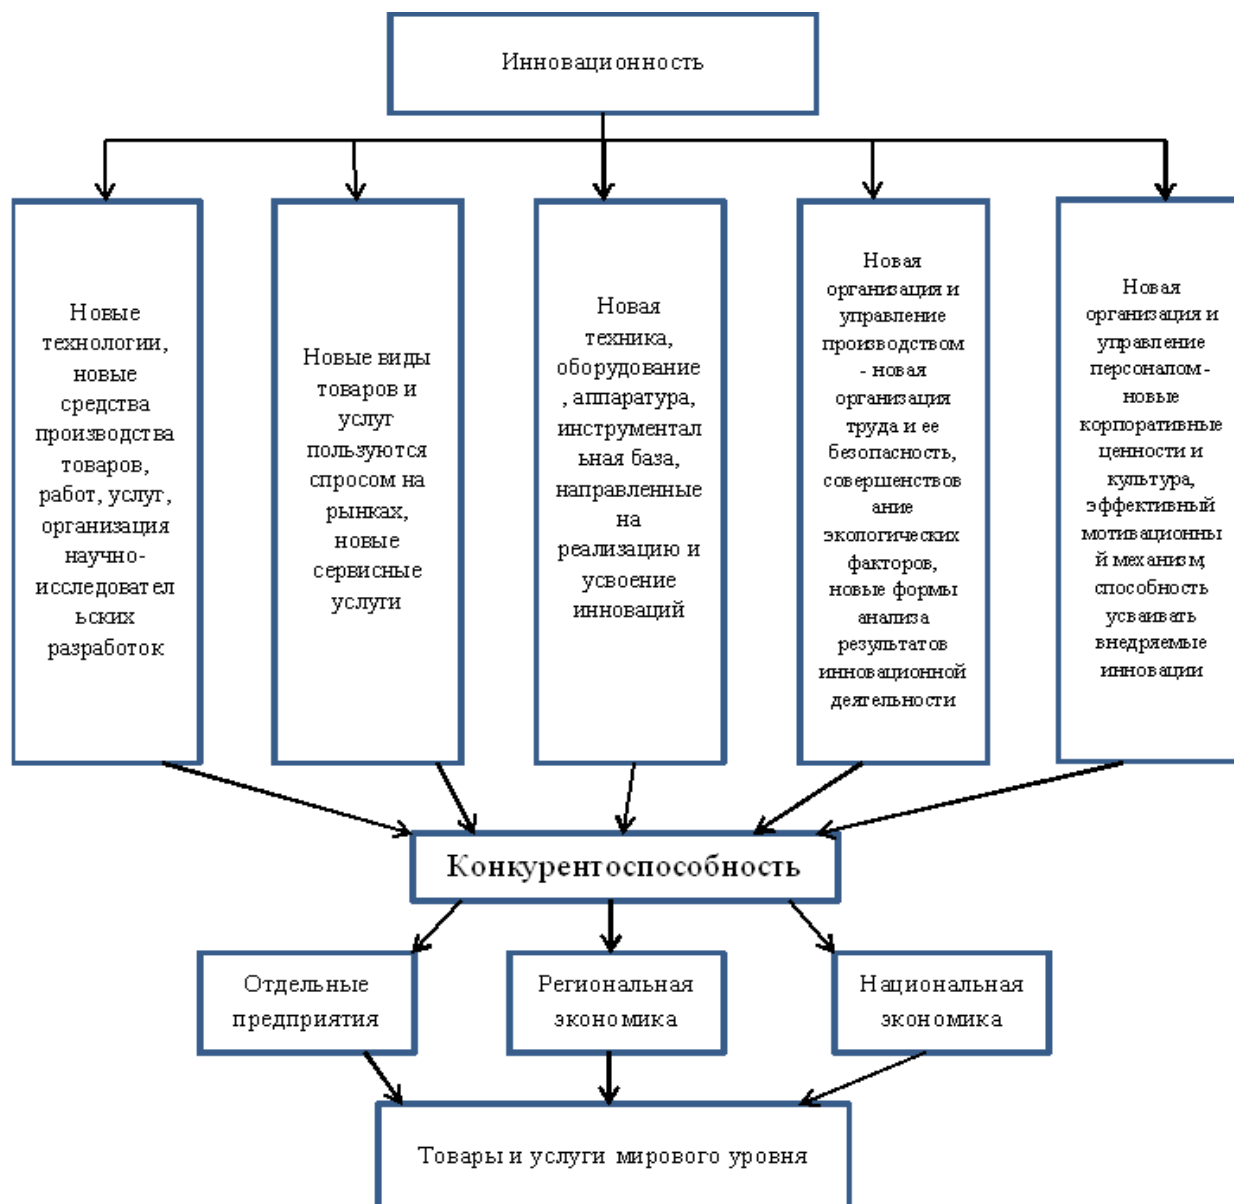 Инновационность
Новые
технологии,
новые
средства
производства
товаров,
работ, услуг,
организация
научно-
исследовател
ьских
разработок
Новые виды
товаров и
услуг
пользуются
спросом на
рынках,
новые
сервисные
услуги
Новая
техника,
оборудование
, аппаратура,
инструментал
ьная база,
направленные
на
реализацию и
усвоение
инноваций
Новая
организация и
управление
производством
- новая
организация
труда и ее
безопасность,
совершенствов
ание
экологических
факторов,
новые формы
анализа
результатов
инновационной
деятельности
Новая
организация и
управление
персоналом-
новые
корпоративные
ценности и
культура,
эффективный
мотивационны
й механизм,
способность
усваивать
внедряемые
инновации
Конкурентоспособность
Отдельные
предприятия
Региональная
экономика
Национальная
экономика
Товары и услуги мирового уровня